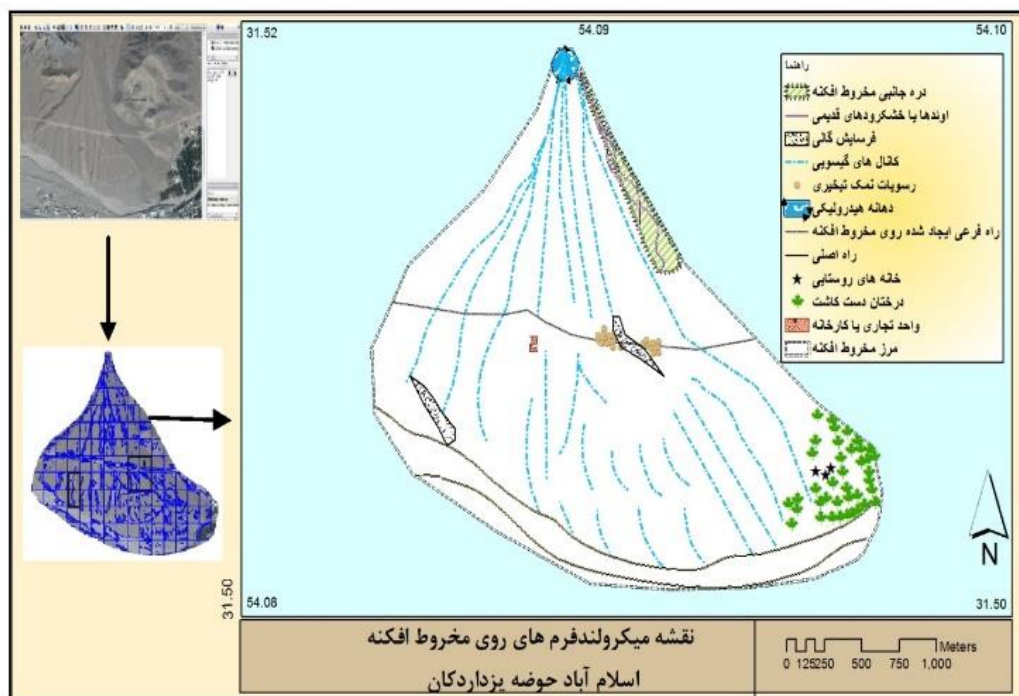 31.52
54.09
54.10
راهنما
دره جانبی مخروط افکنه
اوندها یا خشکرودهای قدیمی
فرسایش گالی
کانال های گیسویی
رسوبات نمک تبخیری
دهانه هیدرولیکی
راه فرعی ایجاد شده روی مخروط افکنه
راه اصلی
خانه های روستایی
درختان دست کاشت
واحد تجاری یا کارخانه
مرز مخروط افکنه
N
31.50
54.08
31.50
نقشه میکرولندفرم های روی مخروط افکنه
اسلام آباد حوضه یزداردکان
Meters
0 125250 500 750 1,000